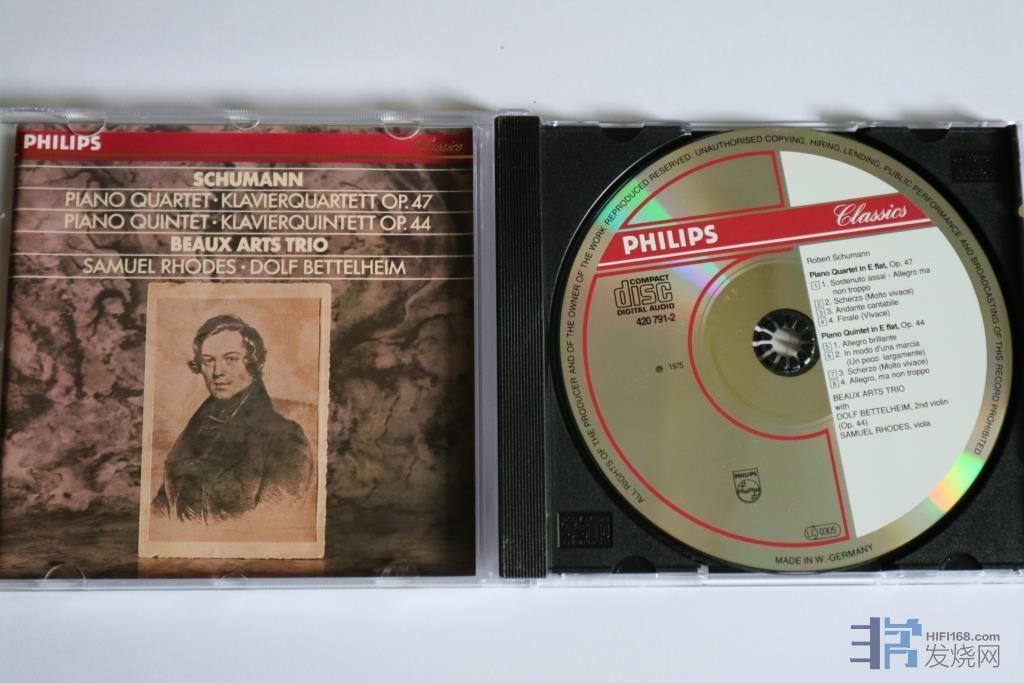 PHILIPS
Classics
SCHUMANN
PIANO QUARTET · KLAVIERQUARTETT OP. 47
PIANO QUINTET · KLAVIERQUINTETT OP. 44
BEAUX ARTS TRIO
SAMUEL RHODES · DOLF BETTELHEIM
ALL RIGHTS OF THE PRODUCER AND OF THE OWNER OF THE WORK REPRODUCED RESERVED. UNAUTHORISED COPYING, HIRING, LENDING, PUBLIC PERFORMANCE AND BROADCASTING OF THIS RECORD PROHIBITED
PHILIPS
Classics
COMPACT
disc
DIGITAL AUDIO
420 791-2
℗ 1975
Robert Schumann
Piano Quartet in E flat, Op. 47
1 1. Sostenuto assai - Allegro ma
non troppo
2 2. Scherzo (Molto vivace)
3 3. Andante cantabile
4 4. Finale (Vivace)
Piano Quintet in E flat, Op. 44
5 1. Allegro brillante
6 2. In modo d'una marcia
(Un poco largamente)
7 3. Scherzo (Molto vivace)
8 4. Allegro, ma non troppo
BEAUX ARTS TRIO
with
DOLF BETTELHEIM, 2nd violin
(Op. 44)
SAMUEL RHODES, viola
PHILIPS
LC 0305
MADE IN W.-GERMANY
HIFI168.com
发烧网